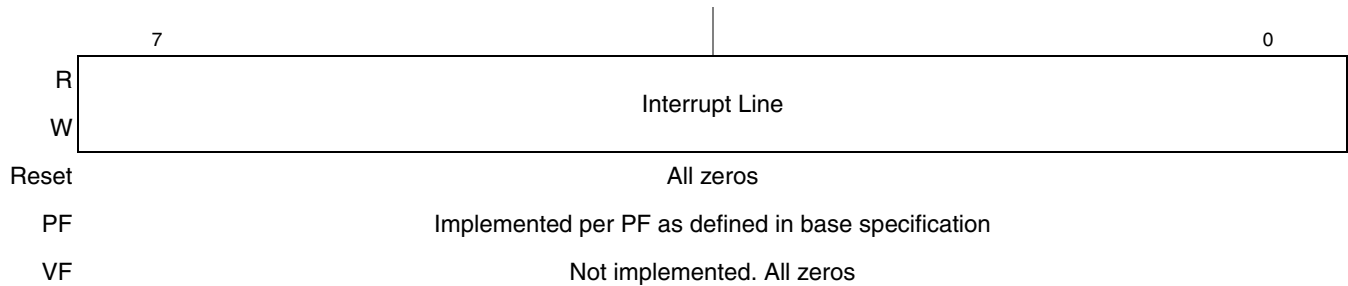 7 0
R
Interrupt Line
W
Reset All zeros
PF Implemented per PF as defined in base specification
VF Not implemented. All zeros